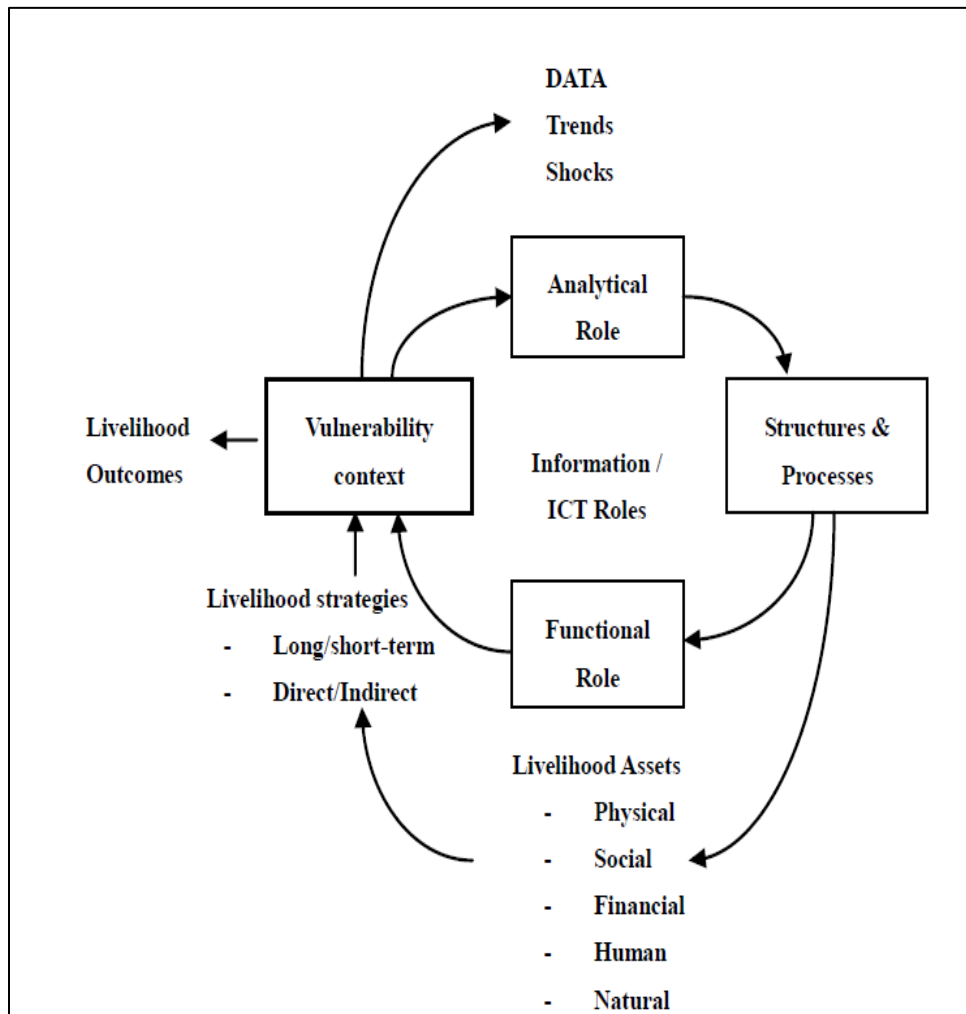 DATA
Trends
Shocks
Analytical
Role
Livelihood
Outcomes
Vulnerability
context
Information /
ICT Roles
Structures &
Processes
Livelihood strategies
- Long/short-term
- Direct/Indirect
Functional
Role
Livelihood Assets
- Physical
- Social
- Financial
- Human
- Natural